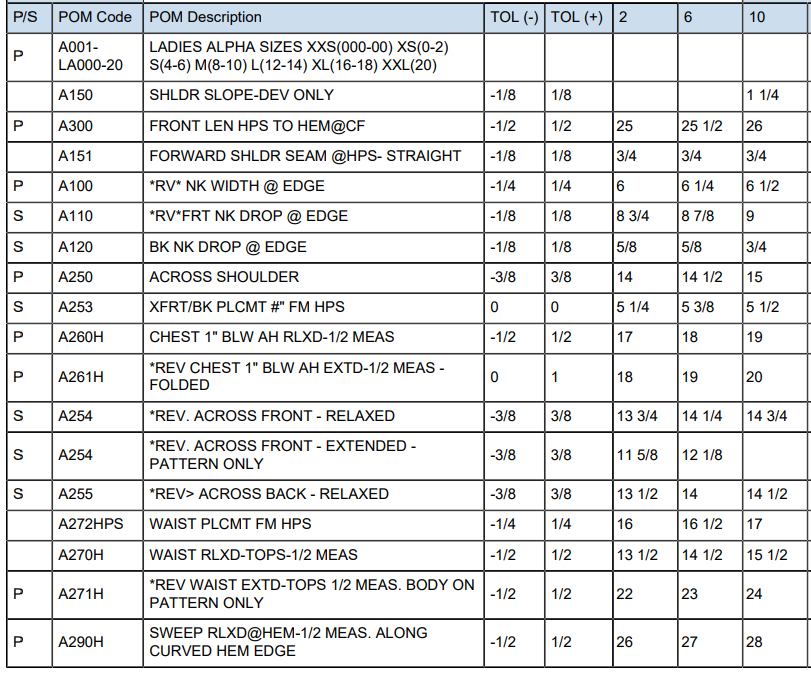 P/S POM Code POM Description TOL (-) TOL (+) 2 6 10
P A001-LA000-20 LADIES ALPHA SIZES XXS(000-00) XS(0-2) S(4-6) M(8-10) L(12-14) XL(16-18) XXL(20)
A150 SHLDR SLOPE-DEV ONLY -1/8 1/8 1 1/4
P A300 FRONT LEN HPS TO HEM@CF -1/2 1/2 25 25 1/2 26
A151 FORWARD SHLDR SEAM @HPS- STRAIGHT -1/8 1/8 3/4 3/4 3/4
P A100 *RV* NK WIDTH @ EDGE -1/4 1/4 6 6 1/4 6 1/2
S A110 *RV*FRT NK DROP @ EDGE -1/8 1/8 8 3/4 8 7/8 9
S A120 BK NK DROP @ EDGE -1/8 1/8 5/8 5/8 3/4
P A250 ACROSS SHOULDER -3/8 3/8 14 14 1/2 15
S A253 XFRT/BK PLCMT #" FM HPS 0 0 5 1/4 5 3/8 5 1/2
P A260H CHEST 1" BLW AH RLXD-1/2 MEAS -1/2 1/2 17 18 19
P A261H *REV CHEST 1" BLW AH EXTD-1/2 MEAS - FOLDED 0 1 18 19 20
S A254 *REV. ACROSS FRONT - RELAXED -3/8 3/8 13 3/4 14 1/4 14 3/4
S A254 *REV. ACROSS FRONT - EXTENDED - PATTERN ONLY -3/8 3/8 11 5/8 12 1/8
S A255 *REV> ACROSS BACK - RELAXED -3/8 3/8 13 1/2 14 14 1/2
A272HPS WAIST PLCMT FM HPS -1/4 1/4 16 16 1/2 17
A270H WAIST RLXD-TOPS-1/2 MEAS -1/2 1/2 13 1/2 14 1/2 15 1/2
P A271H *REV WAIST EXTD-TOPS 1/2 MEAS. BODY ON PATTERN ONLY -1/2 1/2 22 23 24
P A290H SWEEP RLXD@HEM-1/2 MEAS. ALONG CURVED HEM EDGE -1/2 1/2 26 27 28